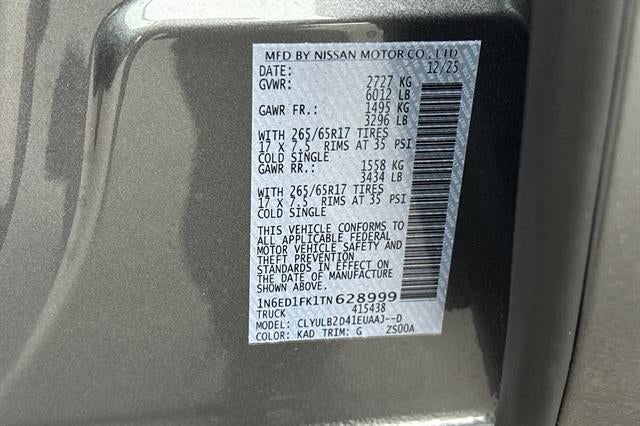 MFD BY NISSAN MOTOR CO., LTD.
DATE: 12/25
GVWR: 2727 KG
6012 LB
GAWR FR.: 1495 KG
3296 LB
WITH 265/65R17 TIRES
17 X 7.5 RIMS AT 35 PSI
COLD SINGLE
GAWR RR.: 1558 KG
3434 LB
WITH 265/65R17 TIRES
17 X 7.5 RIMS AT 35 PSI
COLD SINGLE
THIS VEHICLE CONFORMS TO
ALL APPLICABLE FEDERAL
MOTOR VEHICLE SAFETY AND
THEFT PREVENTION
STANDARDS IN EFFECT ON
THE DATE OF MANUFACTURE
SHOWN ABOVE.
1N6ED1FK1TN628999
TRUCK 415438
MODEL: CLYULB2D41EUAAJ--D
COLOR: KAD TRIM: G ZS00A